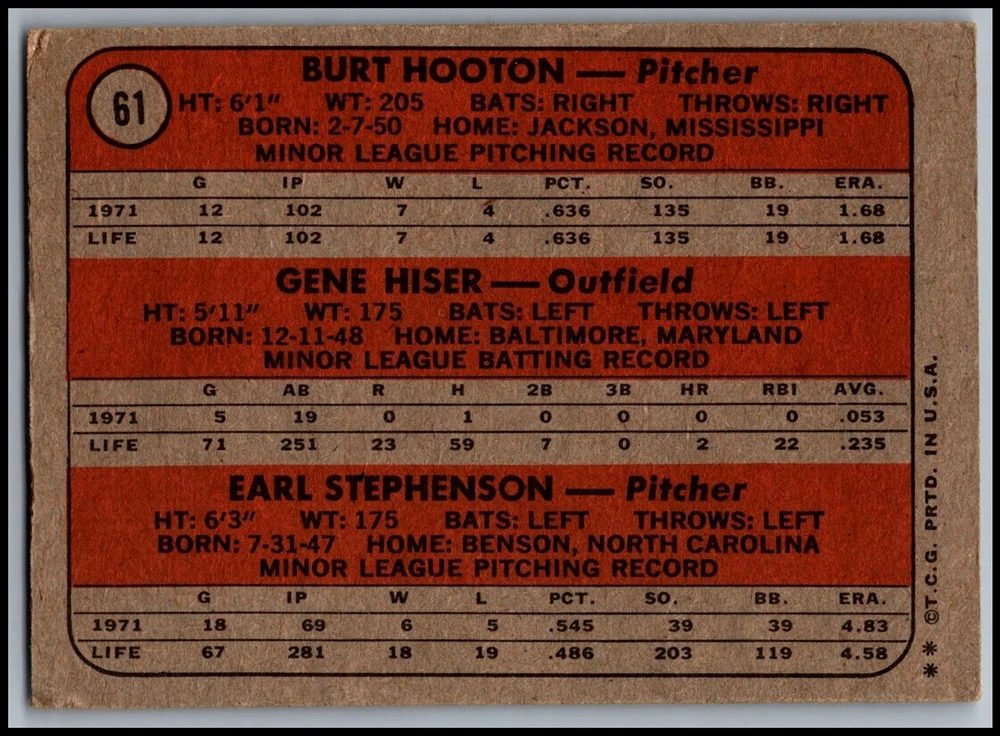 61
BURT HOOTON — Pitcher
HT: 6'1" WT: 205 BATS: RIGHT THROWS: RIGHT
BORN: 2-7-50 HOME: JACKSON, MISSISSIPPI
MINOR LEAGUE PITCHING RECORD
G IP W L PCT. SO. BB. ERA.
1971 12 102 7 4 .636 135 19 1.68
LIFE 12 102 7 4 .636 135 19 1.68
GENE HISER — Outfield
HT: 5'11" WT: 175 BATS: LEFT THROWS: LEFT
BORN: 12-11-48 HOME: BALTIMORE, MARYLAND
MINOR LEAGUE BATTING RECORD
G AB R H 2B 3B HR RBI AVG.
1971 5 19 0 1 0 0 0 0 .053
LIFE 71 251 23 59 7 0 2 22 .235
EARL STEPHENSON — Pitcher
HT: 6'3" WT: 175 BATS: LEFT THROWS: LEFT
BORN: 7-31-47 HOME: BENSON, NORTH CAROLINA
MINOR LEAGUE PITCHING RECORD
G IP W L PCT. SO. BB. ERA.
1971 18 69 6 5 .545 39 39 4.83
LIFE 67 281 18 19 .486 203 119 4.58
** ©T.C.G. PRTD. IN U.S.A.